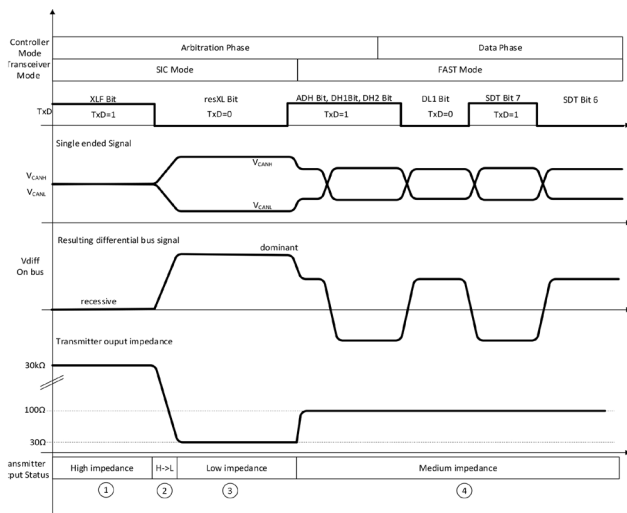 Controller
Mode
Arbitration Phase
Data Phase
Transceiver
Mode
SIC Mode
FAST Mode
XLF Bit
resXL Bit
ADH Bit, DH1Bit, DH2 Bit
DL1 Bit
SDT Bit 7
SDT Bit 6
TxD
TxD=1
TxD=0
TxD=1
TxD=0
TxD=1
Single ended Signal
VCANH
VCANH
VCANL
VCANL
Resulting differential bus signal
dominant
Vdiff
On bus
recessive
Transmitter ouput impedance
30kΩ
100Ω
30Ω
ansmitter
put Status
High impedance
H->L
Low impedance
Medium impedance
1
2
3
4